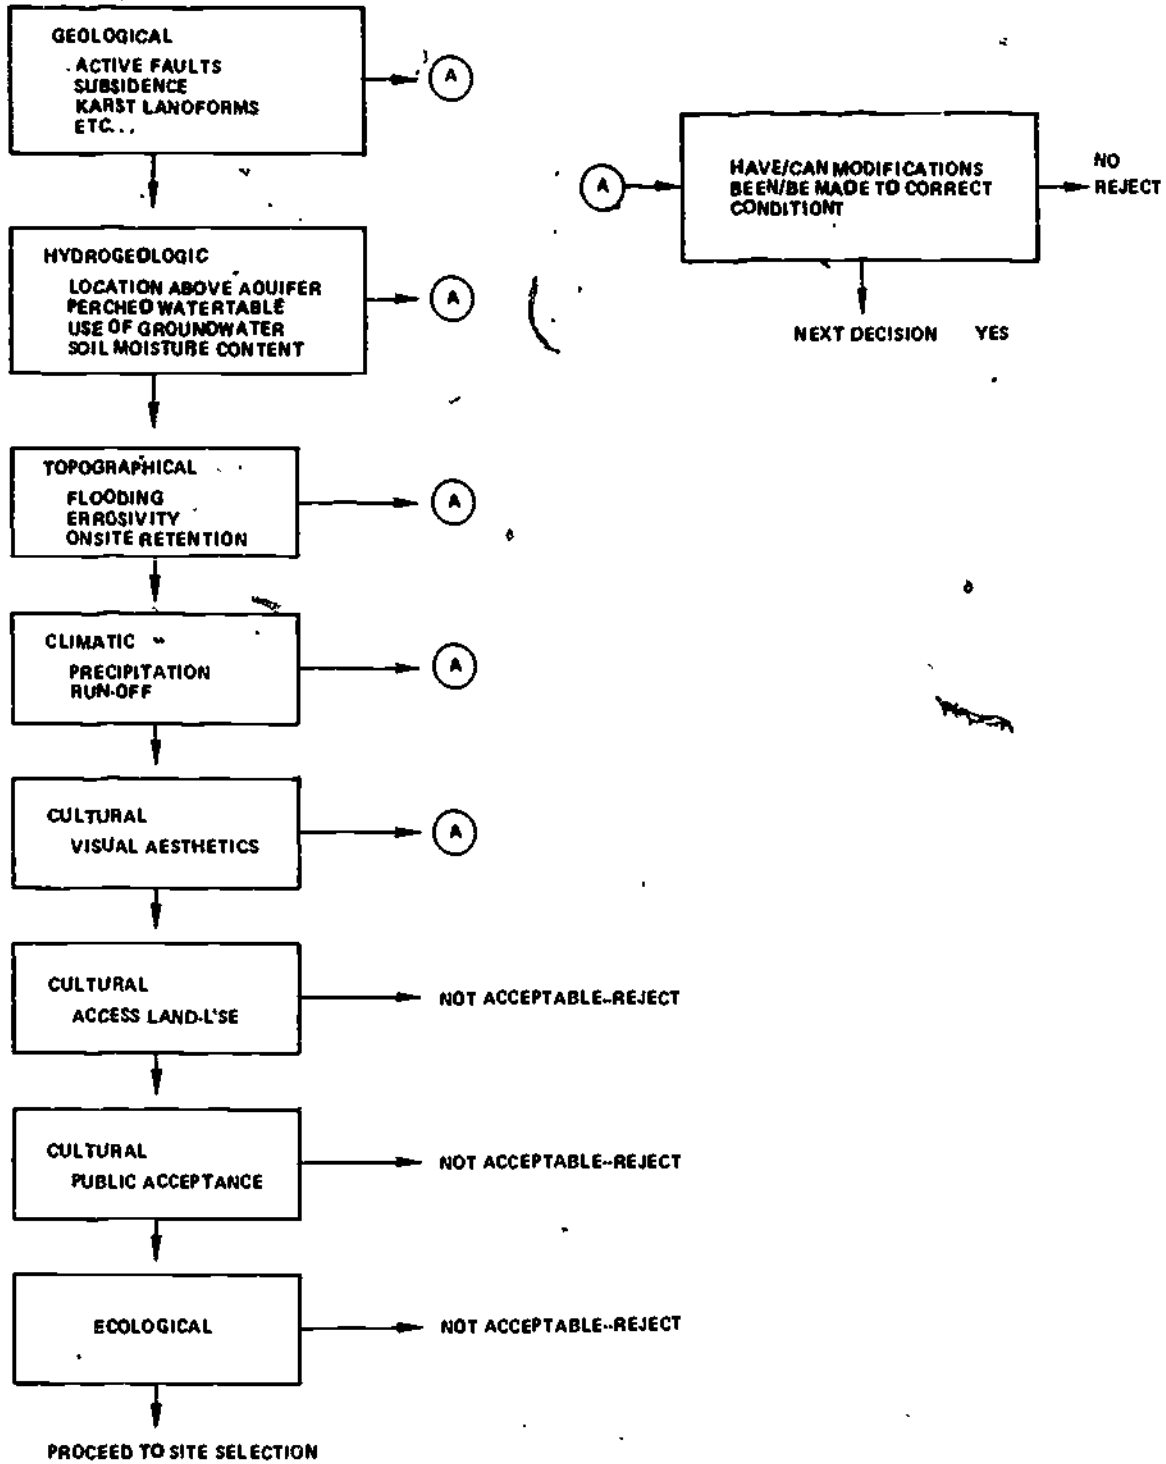 GEOLOGICAL
ACTIVE FAULTS
SUBSIDENCE
KARST LANOFORMS
ETC...
A
HYDROGEOLOGIC
LOCATION ABOVE AQUIFER
PERCHED WATERTABLE
USE OF GROUNDWATER
SOIL MOISTURE CONTENT
A
TOPOGRAPHICAL
FLOODING
ERROSIVITY
ONSITE RETENTION
A
CLIMATIC
PRECIPITATION
RUN-OFF
A
CULTURAL
VISUAL AESTHETICS
A
CULTURAL
ACCESS LAND-L'SE
NOT ACCEPTABLE--REJECT
CULTURAL
PUBLIC ACCEPTANCE
NOT ACCEPTABLE--REJECT
ECOLOGICAL
NOT ACCEPTABLE--REJECT
PROCEED TO SITE SELECTION
A
HAVE/CAN MODIFICATIONS
BEEN/BE MADE TO CORRECT
CONDITIONT
NO
REJECT
NEXT DECISION YES